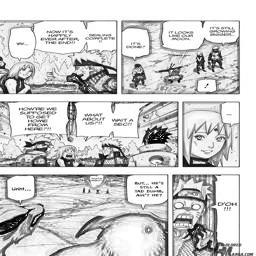 IT'S STILL
GROWING
BIGGER.
IT LOOKS
LIKE OUR
MOON.
IT'S
DONE?
!
SEALING
COMPLETE
!!
NOW IT'S
HAPPILY
EVER AFTER,
THE END!!
...
WAIT A
SEC!!
WHAT
ABOUT
US?!!
HOW'RE WE
SUPPOSED
TO GET
HOME
FROM
HERE?!!!
D'OH
!!!
BUT... HE'S
STILL A
TAD DUMB,
AIN'T HE?